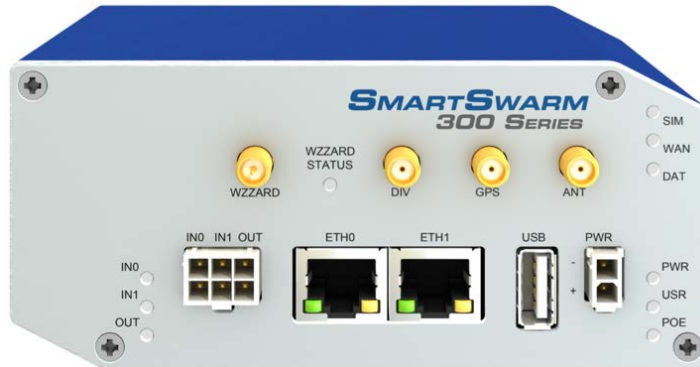 SMARTSWARM
300 SERIES
SIM
WAN
DAT
WZZARD
STATUS
WZZARD
DIV
GPS
ANT
IN0 IN1 OUT
ETH0
ETH1
USB
PWR
-
+
IN0
IN1
OUT
PWR
USR
POE